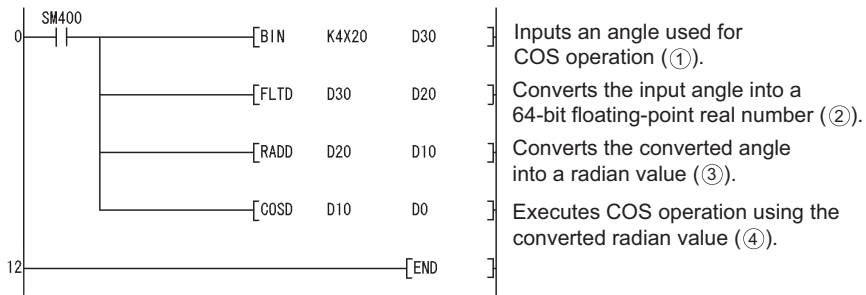 SM400
0 BIN K4X20 D30 Inputs an angle used for
COS operation (①).
FLTD D30 D20 Converts the input angle into a
64-bit floating-point real number (②).
RADD D20 D10 Converts the converted angle
into a radian value (③).
COSD D10 D0 Executes COS operation using the
converted radian value (④).
12 END